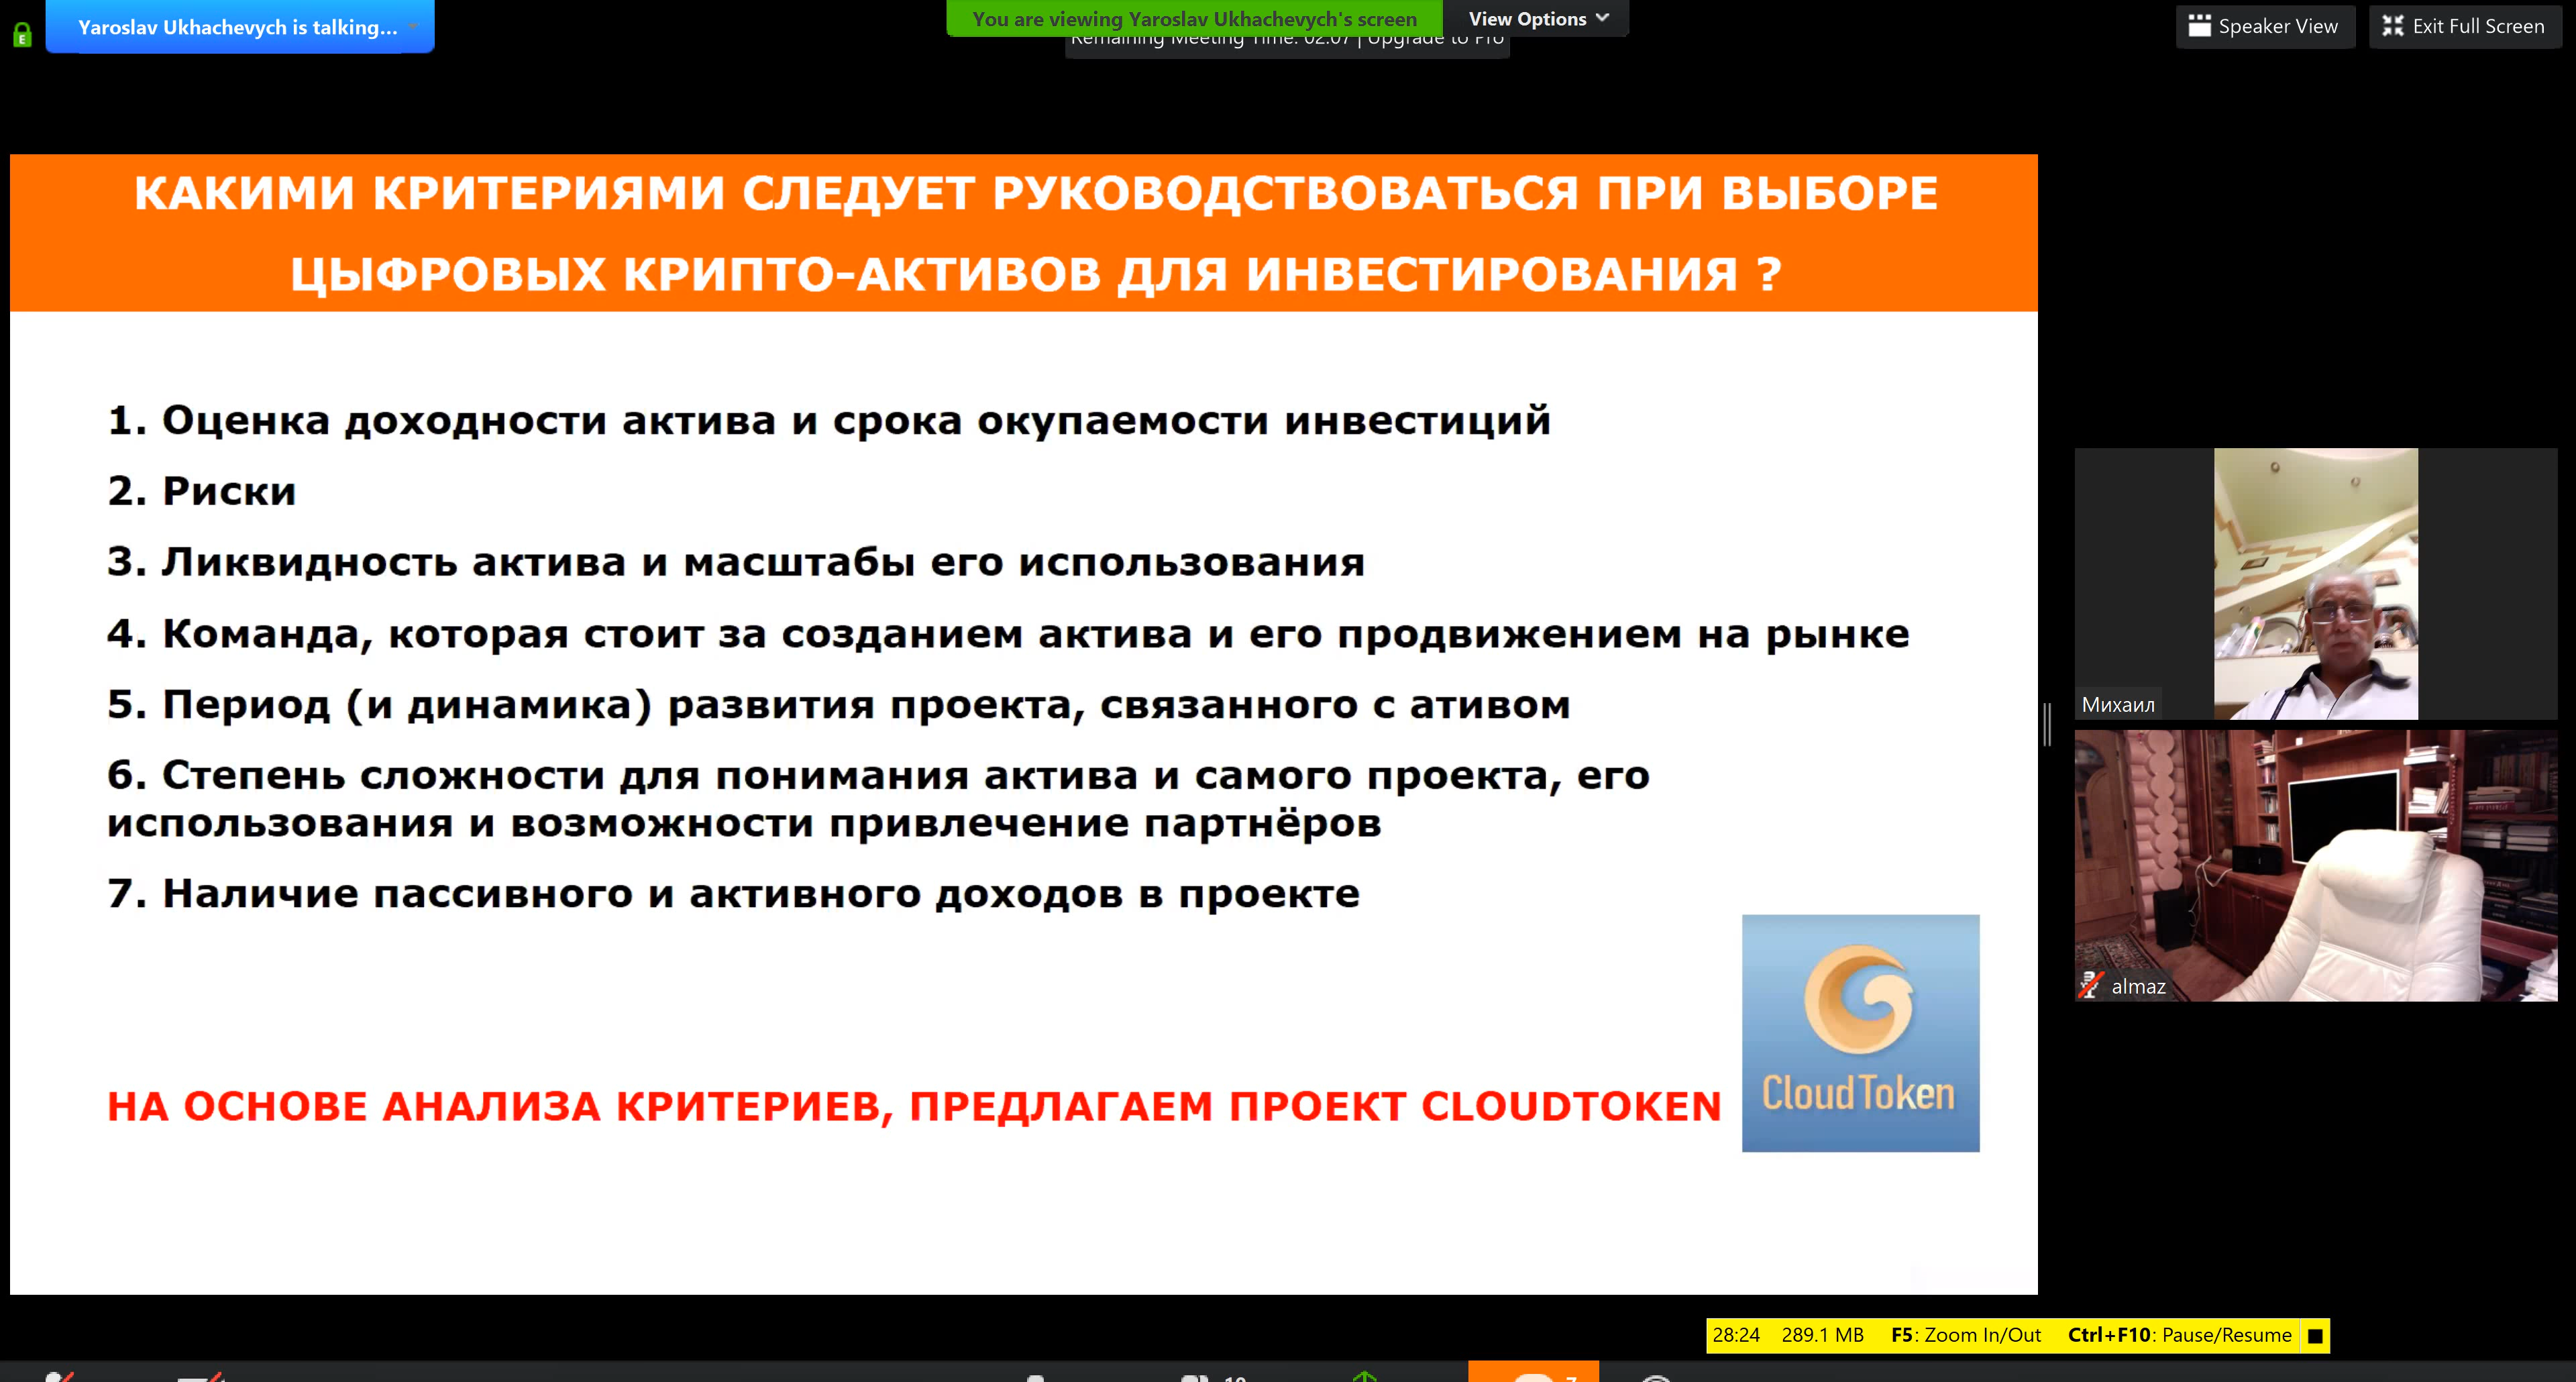 Yaroslav Ukhachevych is talking...
You are viewing Yaroslav Ukhachevych's screen
View Options
Remaining Meeting Time: 02:07 | Upgrade to Pro
Speaker View
Exit Full Screen
E
КАКИМИ КРИТЕРИЯМИ СЛЕДУЕТ РУКОВОДСТВОВАТЬСЯ ПРИ ВЫБОРЕ
ЦЫФРОВЫХ КРИПТО-АКТИВОВ ДЛЯ ИНВЕСТИРОВАНИЯ ?
1. Оценка доходности актива и срока окупаемости инвестиций
2. Риски
3. Ликвидность актива и масштабы его использования
4. Команда, которая стоит за созданием актива и его продвижением на рынке
5. Период (и динамика) развития проекта, связанного с ативом
6. Степень сложности для понимания актива и самого проекта, его
использования и возможности привлечение партнёров
7. Наличие пассивного и активного доходов в проекте
НА ОСНОВЕ АНАЛИЗА КРИТЕРИЕВ, ПРЕДЛАГАЕМ ПРОЕКТ CLOUDTOKEN
CloudToken
Михаил
almaz
28:24 289.1 MB F5: Zoom In/Out Ctrl+F10: Pause/Resume